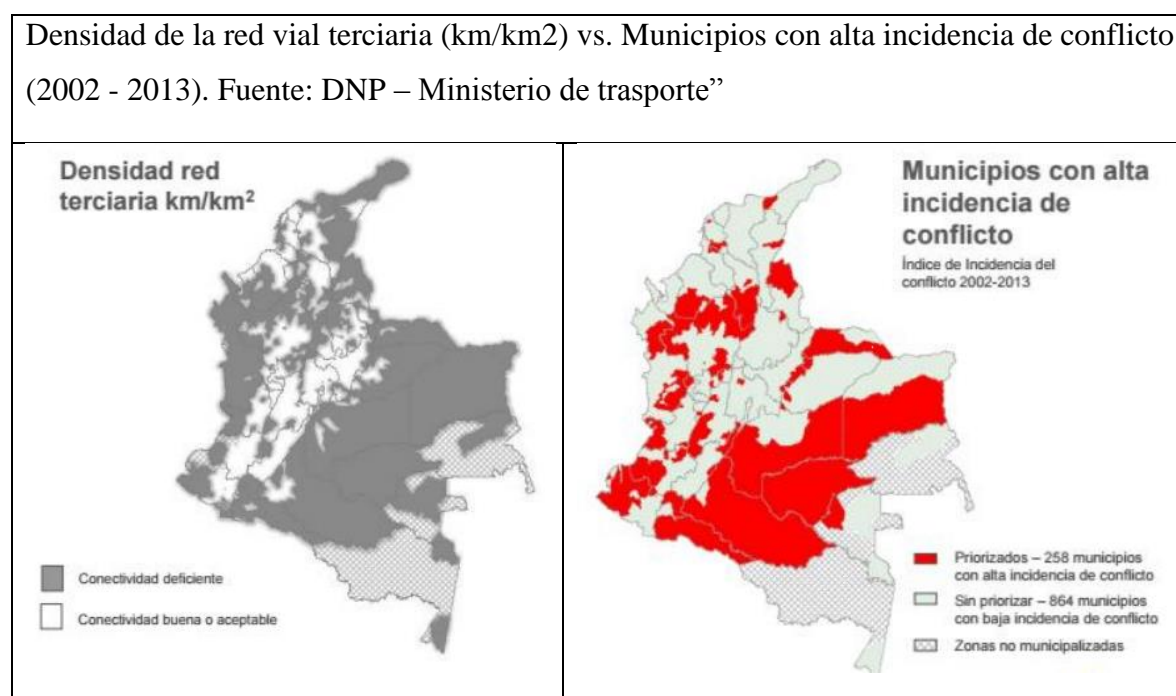 Densidad de la red vial terciaria (km/km2) vs. Municipios con alta incidencia de conflicto
(2002 - 2013). Fuente: DNP – Ministerio de trasporte”
Densidad red
terciaria km/km²
Conectividad deficiente
Conectividad buena o aceptable
Municipios con alta
incidencia de
conflicto
Índice de Incidencia del
conflicto 2002-2013
Priorizados – 258 municipios
con alta incidencia de conflicto
Sin priorizar – 864 municipios
con baja incidencia de conflicto
Zonas no municipalizadas